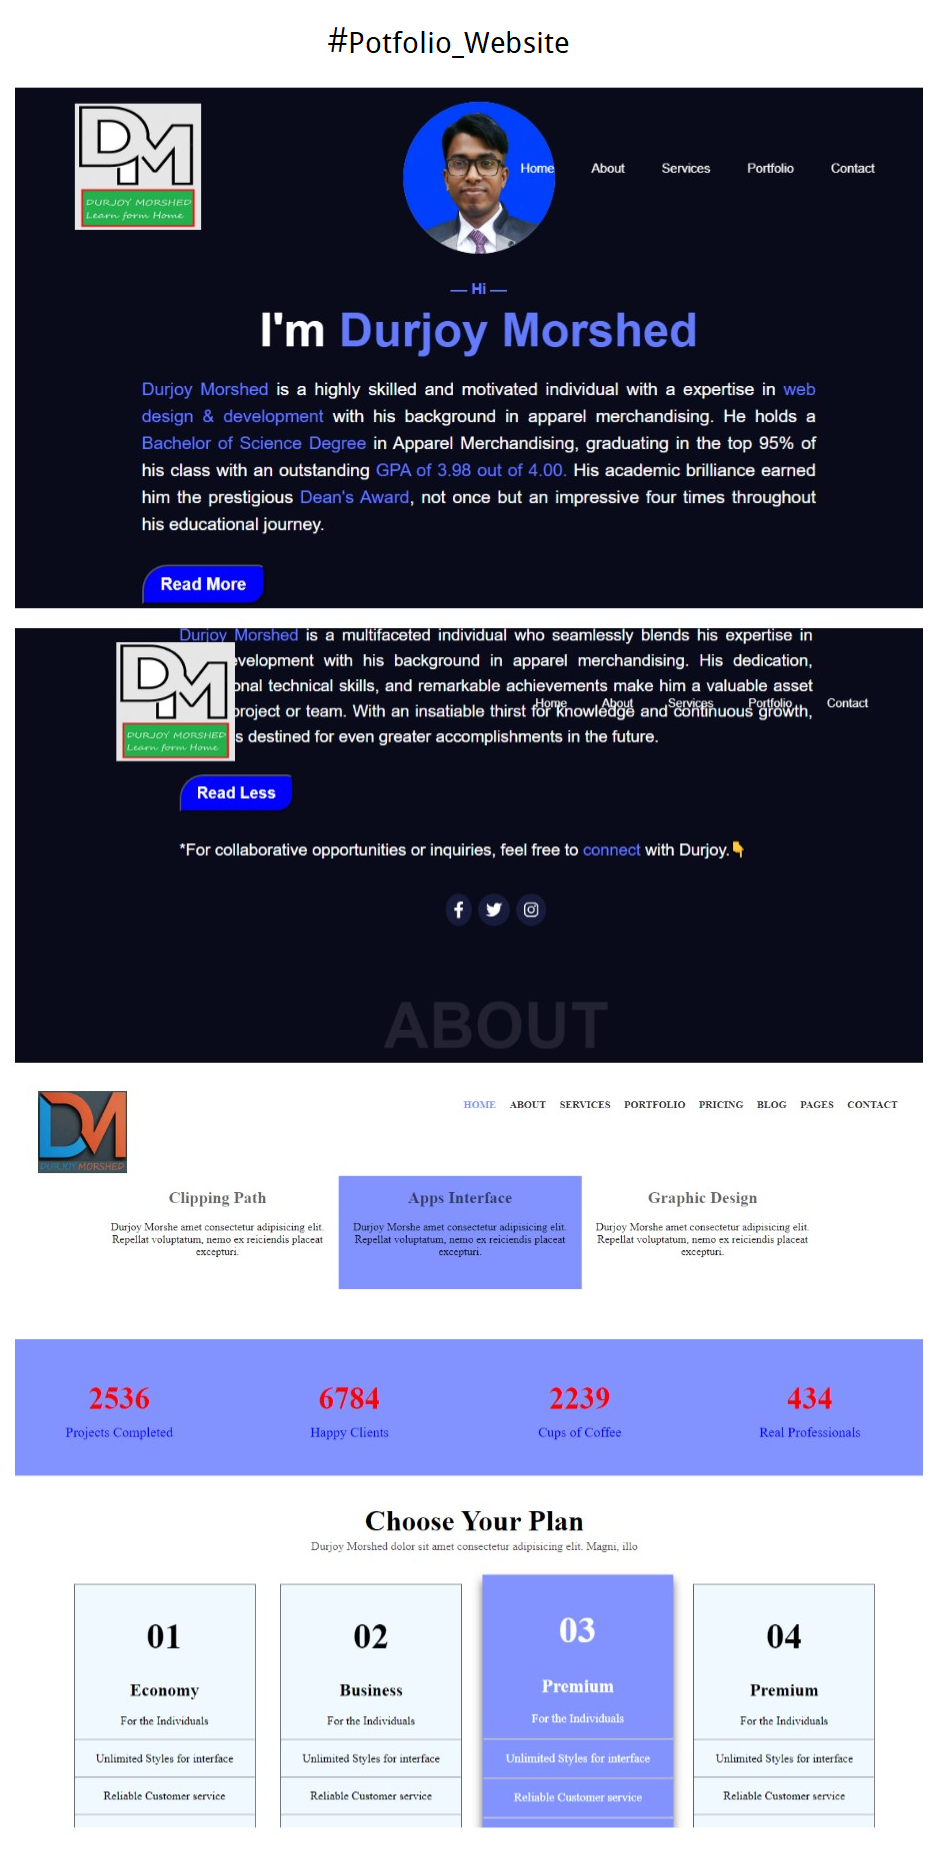 #Potfolio_Website
DM
DURJOY MORSHED
Learn form Home
Home About Services Portfolio Contact
— Hi —
I'm Durjoy Morshed
Durjoy Morshed is a highly skilled and motivated individual with a expertise in web
design & development with his background in apparel merchandising. He holds a
Bachelor of Science Degree in Apparel Merchandising, graduating in the top 95% of
his class with an outstanding GPA of 3.98 out of 4.00. His academic brilliance earned
him the prestigious Dean's Award, not once but an impressive four times throughout
his educational journey.
Read More
Durjoy Morshed is a multifaceted individual who seamlessly blends his expertise in
evelopment with his background in apparel merchandising. His dedication,
onal technical skills, and remarkable achievements make him a valuable asset
roject or team. With an insatiable thirst for knowledge and continuous growth,
s destined for even greater accomplishments in the future.
DM
DURJOY MORSHED
Learn form Home
Home About Services Portfolio Contact
Read Less
*For collaborative opportunities or inquiries, feel free to connect with Durjoy.👇
ABOUT
DM
DURJOY MORSHED
HOME ABOUT SERVICES PORTFOLIO PRICING BLOG PAGES CONTACT
Clipping Path
Durjoy Morshe amet consectetur adipisicing elit.
Repellat voluptatum, nemo ex reiciendis placeat
excepturi.
Apps Interface
Durjoy Morshe amet consectetur adipisicing elit.
Repellat voluptatum, nemo ex reiciendis placeat
excepturi.
Graphic Design
Durjoy Morshe amet consectetur adipisicing elit.
Repellat voluptatum, nemo ex reiciendis placeat
excepturi.
2536 6784 2239 434
Projects Completed Happy Clients Cups of Coffee Real Professionals
Choose Your Plan
Durjoy Morshed dolor sit amet consectetur adipisicing elit. Magni, illo
01
Economy
For the Individuals
Unlimited Styles for interface
Reliable Customer service
02
Business
For the Individuals
Unlimited Styles for interface
Reliable Customer service
03
Premium
For the Individuals
Unlimited Styles for interface
Reliable Customer service
04
Premium
For the Individuals
Unlimited Styles for interface
Reliable Customer service